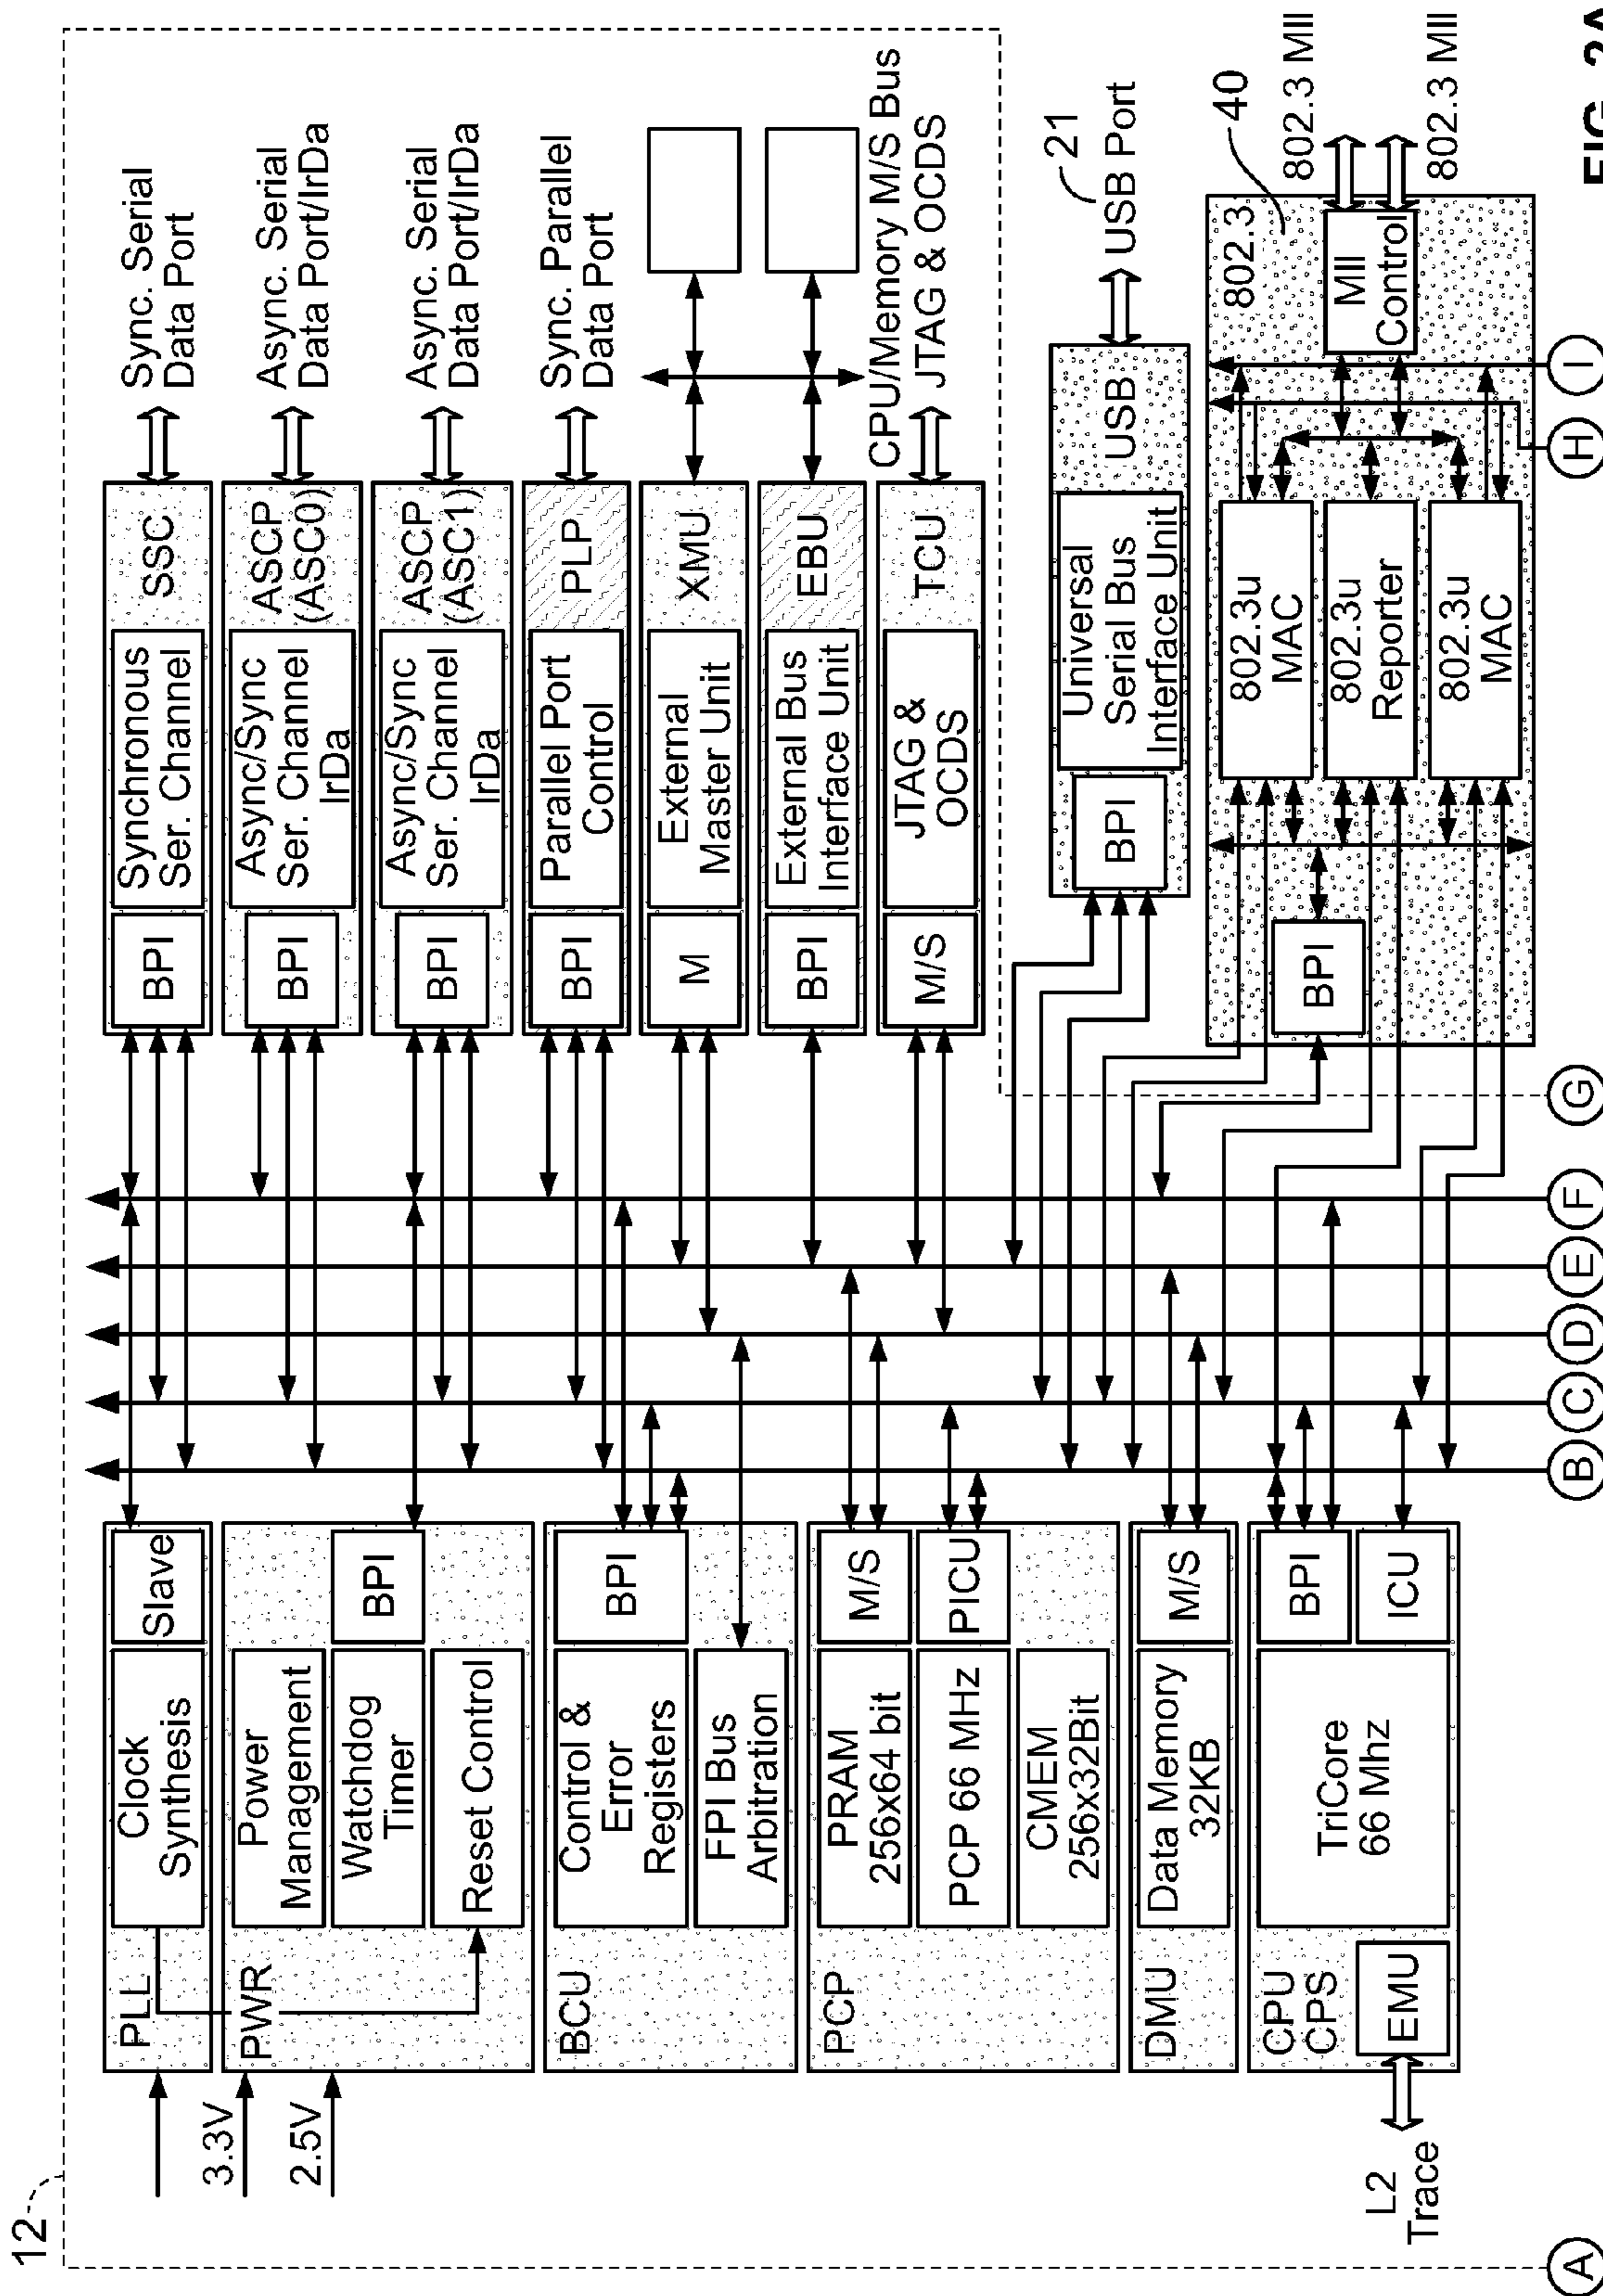 12
3.3V
2.5V
L2
Trace
PLL
Clock
Synthesis
Slave
PWR
Power
Management
Watchdog
Timer
Reset Control
BPI
BCU
Control &
Error
Registers
BPI
FPI Bus
Arbitration
PCP
PRAM
256x64 bit
M/S
PCP 66 MHz
PICU
CMEM
256x32Bit
DMU
Data Memory
32KB
M/S
CPU
CPS
EMU
TriCore
66 Mhz
BPI
ICU
BPI
Synchronous
Ser. Channel
SSC
Sync. Serial
Data Port
BPI
Async/Sync
Ser. Channel
IrDa
ASCP
(ASC0)
Async. Serial
Data Port/IrDa
BPI
Async/Sync
Ser. Channel
IrDa
ASCP
(ASC1)
Async. Serial
Data Port/IrDa
BPI
Parallel Port
Control
PLP
Sync. Parallel
Data Port
M
External
Master Unit
XMU
BPI
External Bus
Interface Unit
EBU
CPU/Memory M/S Bus
M/S
JTAG &
OCDS
TCU
JTAG & OCDS
BPI
Universal
Serial Bus
Interface Unit
USB
21
USB Port
BPI
802.3u
MAC
802.3u
Reporter
802.3u
MAC
802.3
40
MII
Control
802.3 MII
802.3 MII
A
B
C
D
E
F
G
H
I
FIG. 2A